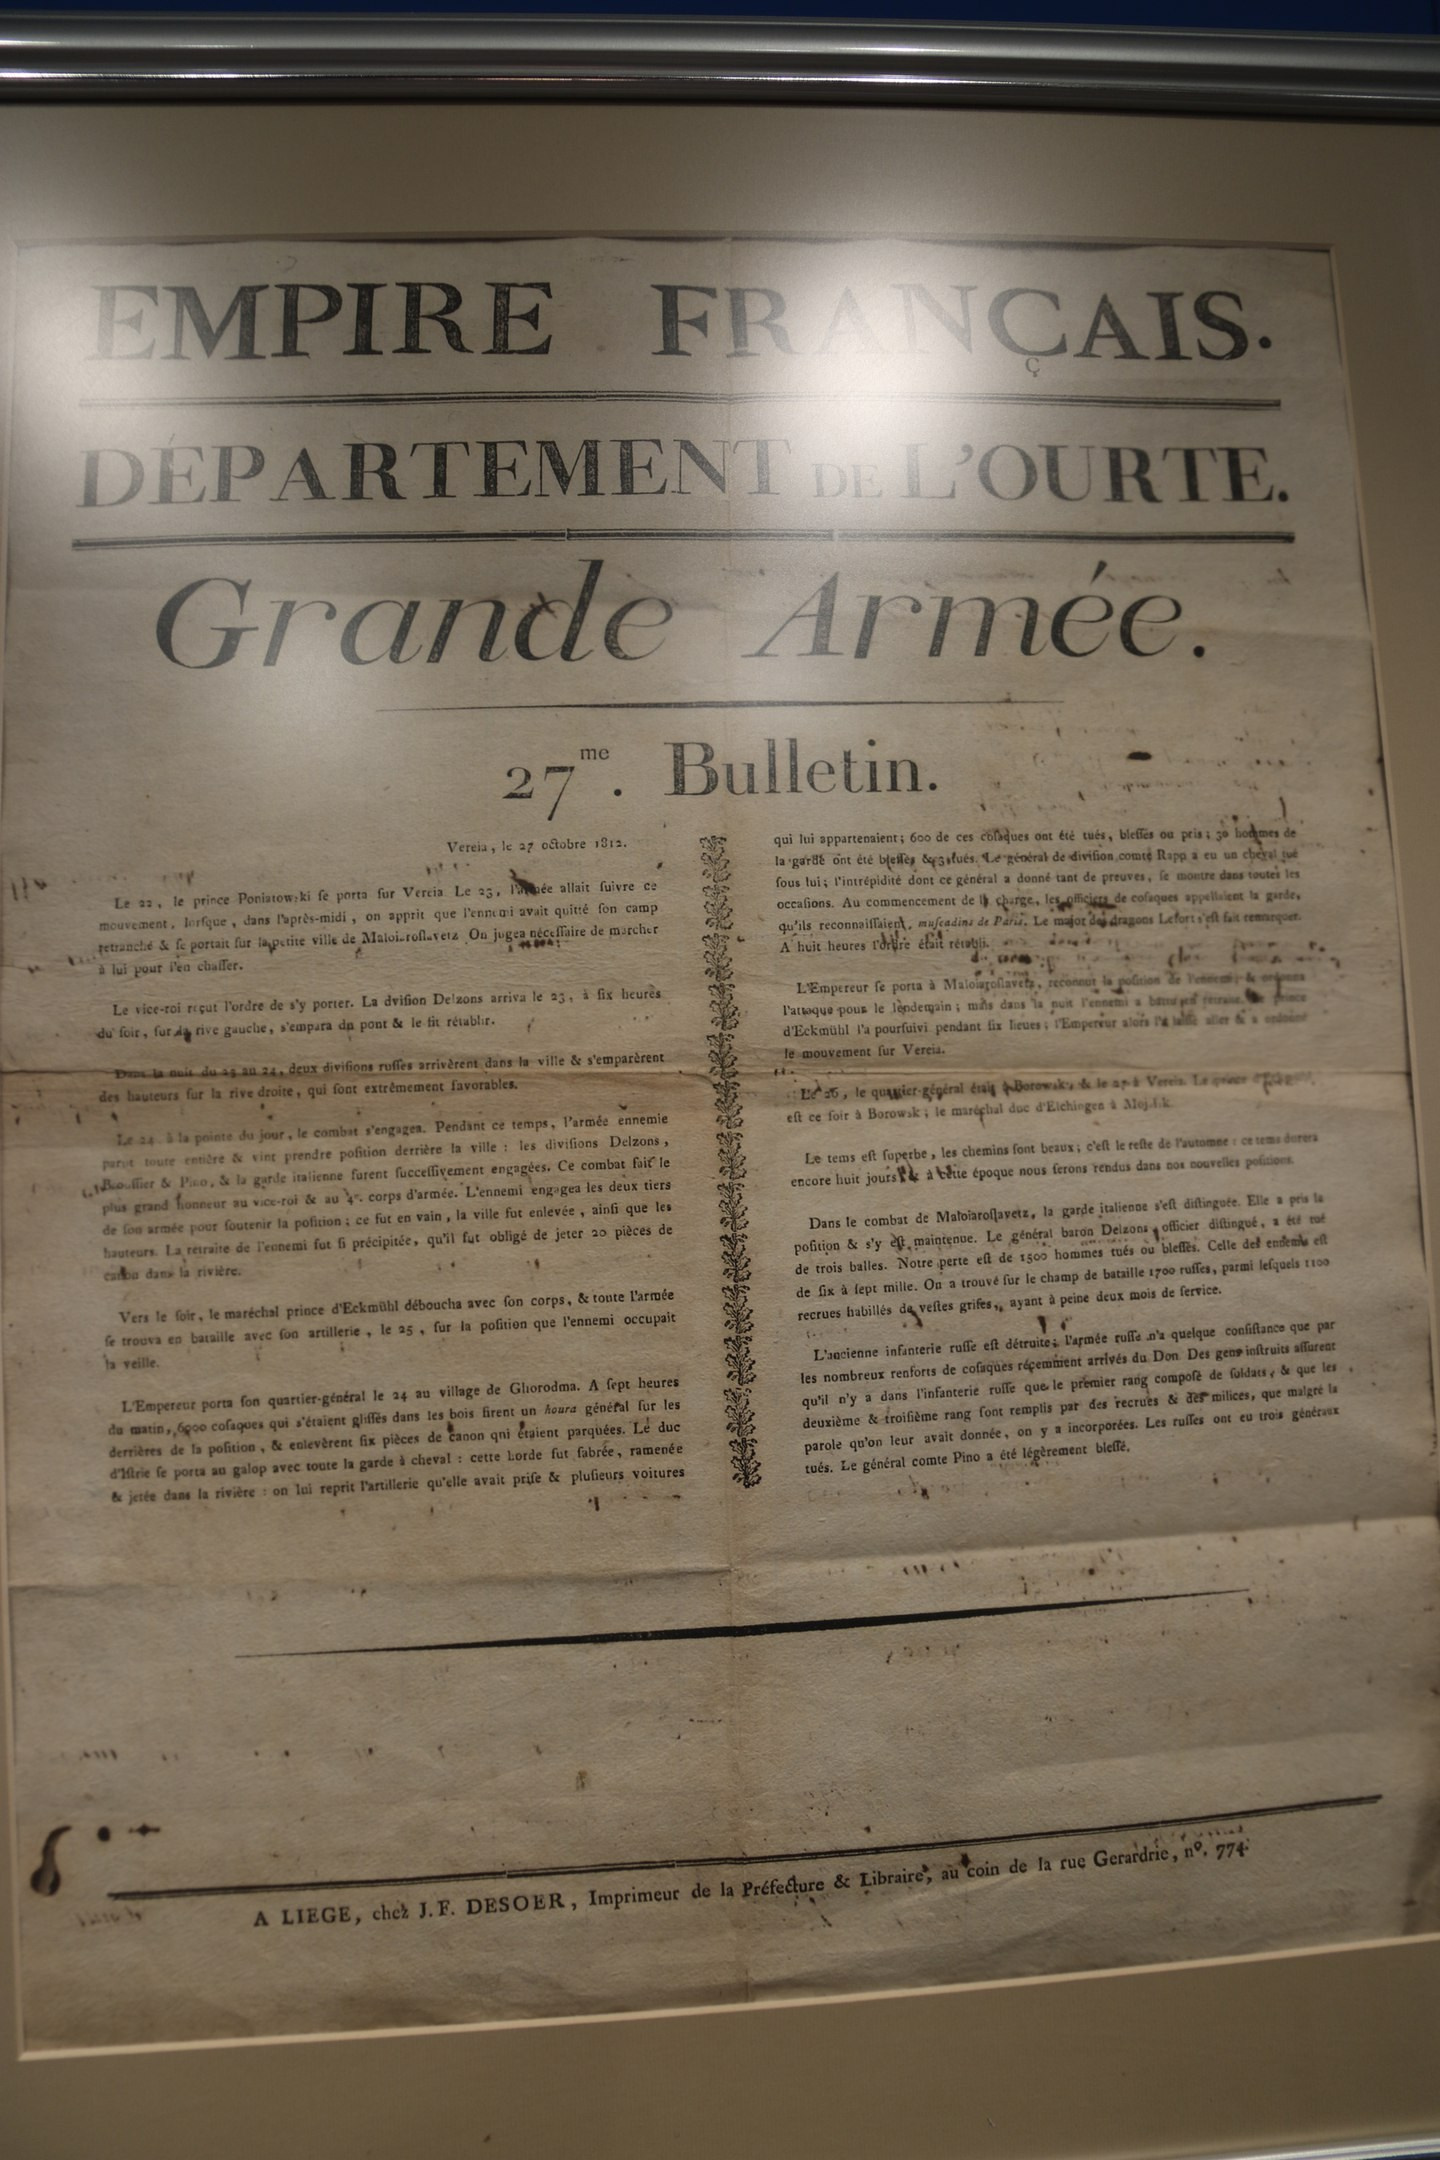 EMPIRE FRANÇAIS.
DÉPARTEMENT DE L'OURTE.
Grande Armée.
27me. Bulletin.
Vereia, le 27 octobre 1812.
Le 22, le prince Poniatowski se porta sur Vereia. Le 23, l'armée allait suivre ce
mouvement, lorsque, dans l'après-midi, on apprit que l'ennemi avait quitté son camp
retranché & se portait sur la petite ville de Maloiaroslavetz. On jugea nécessaire de marcher
à lui pour l'en chasser.
Le vice-roi reçut l'ordre de s'y porter. La dvision Delzons arriva le 23, à six heures
du soir, sur la rive gauche, s'empara du pont & le fit rétablir.
Dans la nuit du 23 au 24, deux divisions russes arrivèrent dans la ville & s'emparèrent
des hauteurs sur la rive droite, qui sont extrêmement favorables.
Le 24 à la pointe du jour, le combat s'engagea. Pendant ce temps, l'armée ennemie
parut toute entière & vint prendre position derrière la ville : les divisions Delzons,
Broussier & Pino, & la garde italienne furent successivement engagées. Ce combat fait le
plus grand honneur au vice-roi & au 4e. corps d'armée. L'ennemi engagea les deux tiers
de son armée pour soutenir la position ; ce fut en vain, la ville fut enlevée, ainsi que les
hauteurs. La retraite de l'ennemi fut si précipitée, qu'il fut obligé de jeter 20 pièces de
canon dans la rivière.
Vers le soir, le maréchal prince d'Eckmühl déboucha avec son corps, & toute l'armée
se trouva en bataille avec son artillerie, le 25, sur la position que l'ennemi occupait
la veille.
L'Empereur porta son quartier-général le 24 au village de Ghorodma. A sept heures
du matin, 6000 cosaques qui s'étaient glissés dans les bois firent un houra général sur les
derrières de la position, & enlevèrent six pièces de canon qni étaient parquées. Le duc
d'Istrie se porta au galop avec toute la garde à cheval : cette horde fut sabrée, ramenée
& jetée dans la rivière : on lui reprit l'artillerie qu'elle avait prise & plusieurs voitures
qui lui appartenaient ; 600 de ces cosaques ont été tués, blessés ou pris ; 30 hommes de
la garde ont été blessés & 3 tués. Le général de division comte Rapp a eu un cheval tué
sous lui ; l'intrépidité dont ce général a donné tant de preuves, se montre dans toutes les
occasions. Au commencement de la charge, les officiers de cosaques appellaient la garde,
qu'ils reconnaissaient, muscadins de Paris. Le major des dragons Lefort s'est fait remarquer.
A huit heures l'ordre était rétabli.
L'Empereur se porta à Maloiaroslavetz, reconnut la position de l'ennemi, & ordonna
l'attaque pour le lendemain ; mais dans la nuit l'ennemi a battu en retraite. Le prince
d'Eckmühl l'a poursuivi pendant six lieues ; l'Empereur alors l'a laissé aller & a ordonné
le mouvement sur Vereia.
Le 26, le quartier-général était à Borowsk, & le 27 à Vereia. Le prince d'Eckmühl
est ce soir à Borowsk ; le maréchal duc d'Elchingen à Mojaisk.
Le tems est superbe, les chemins sont beaux ; c'est le reste de l'automne : ce tems durera
encore huit jours, & à cette époque nous serons rendus dans nos nouvelles positions.
Dans le combat de Maloiaroslavetz, la garde italienne s'est distinguée. Elle a pris la
position & s'y est maintenue. Le général baron Delzons, officier distingué, a été tué
de trois balles. Notre perte est de 1500 hommes tués ou blessés. Celle des ennemis est
de six à sept mille. On a trouvé sur le champ de bataille 1700 russes, parmi lesquels 1100
recrues habillés de vestes grises, ayant à peine deux mois de service.
L'ancienne infanterie russe est détruite ; l'armée russe n'a quelque consistance que par
les nombreux renforts de cosaques récemment arrivés du Don. Des gens instruits assurent
qu'il n'y a dans l'infanterie russe que le premier rang composé de soldats, & que les
deuxième & troisième rang sont remplis par des recrues & des milices, que malgré la
parole qu'on leur avait donnée, on y a incorporées. Les russes ont eu trois généraux
tués. Le général comte Pino a été légèrement blessé.
A LIEGE, chez J. F. DESOER, Imprimeur de la Préfecture & Libraire, au coin de la rue Gerardrie, nº. 774.